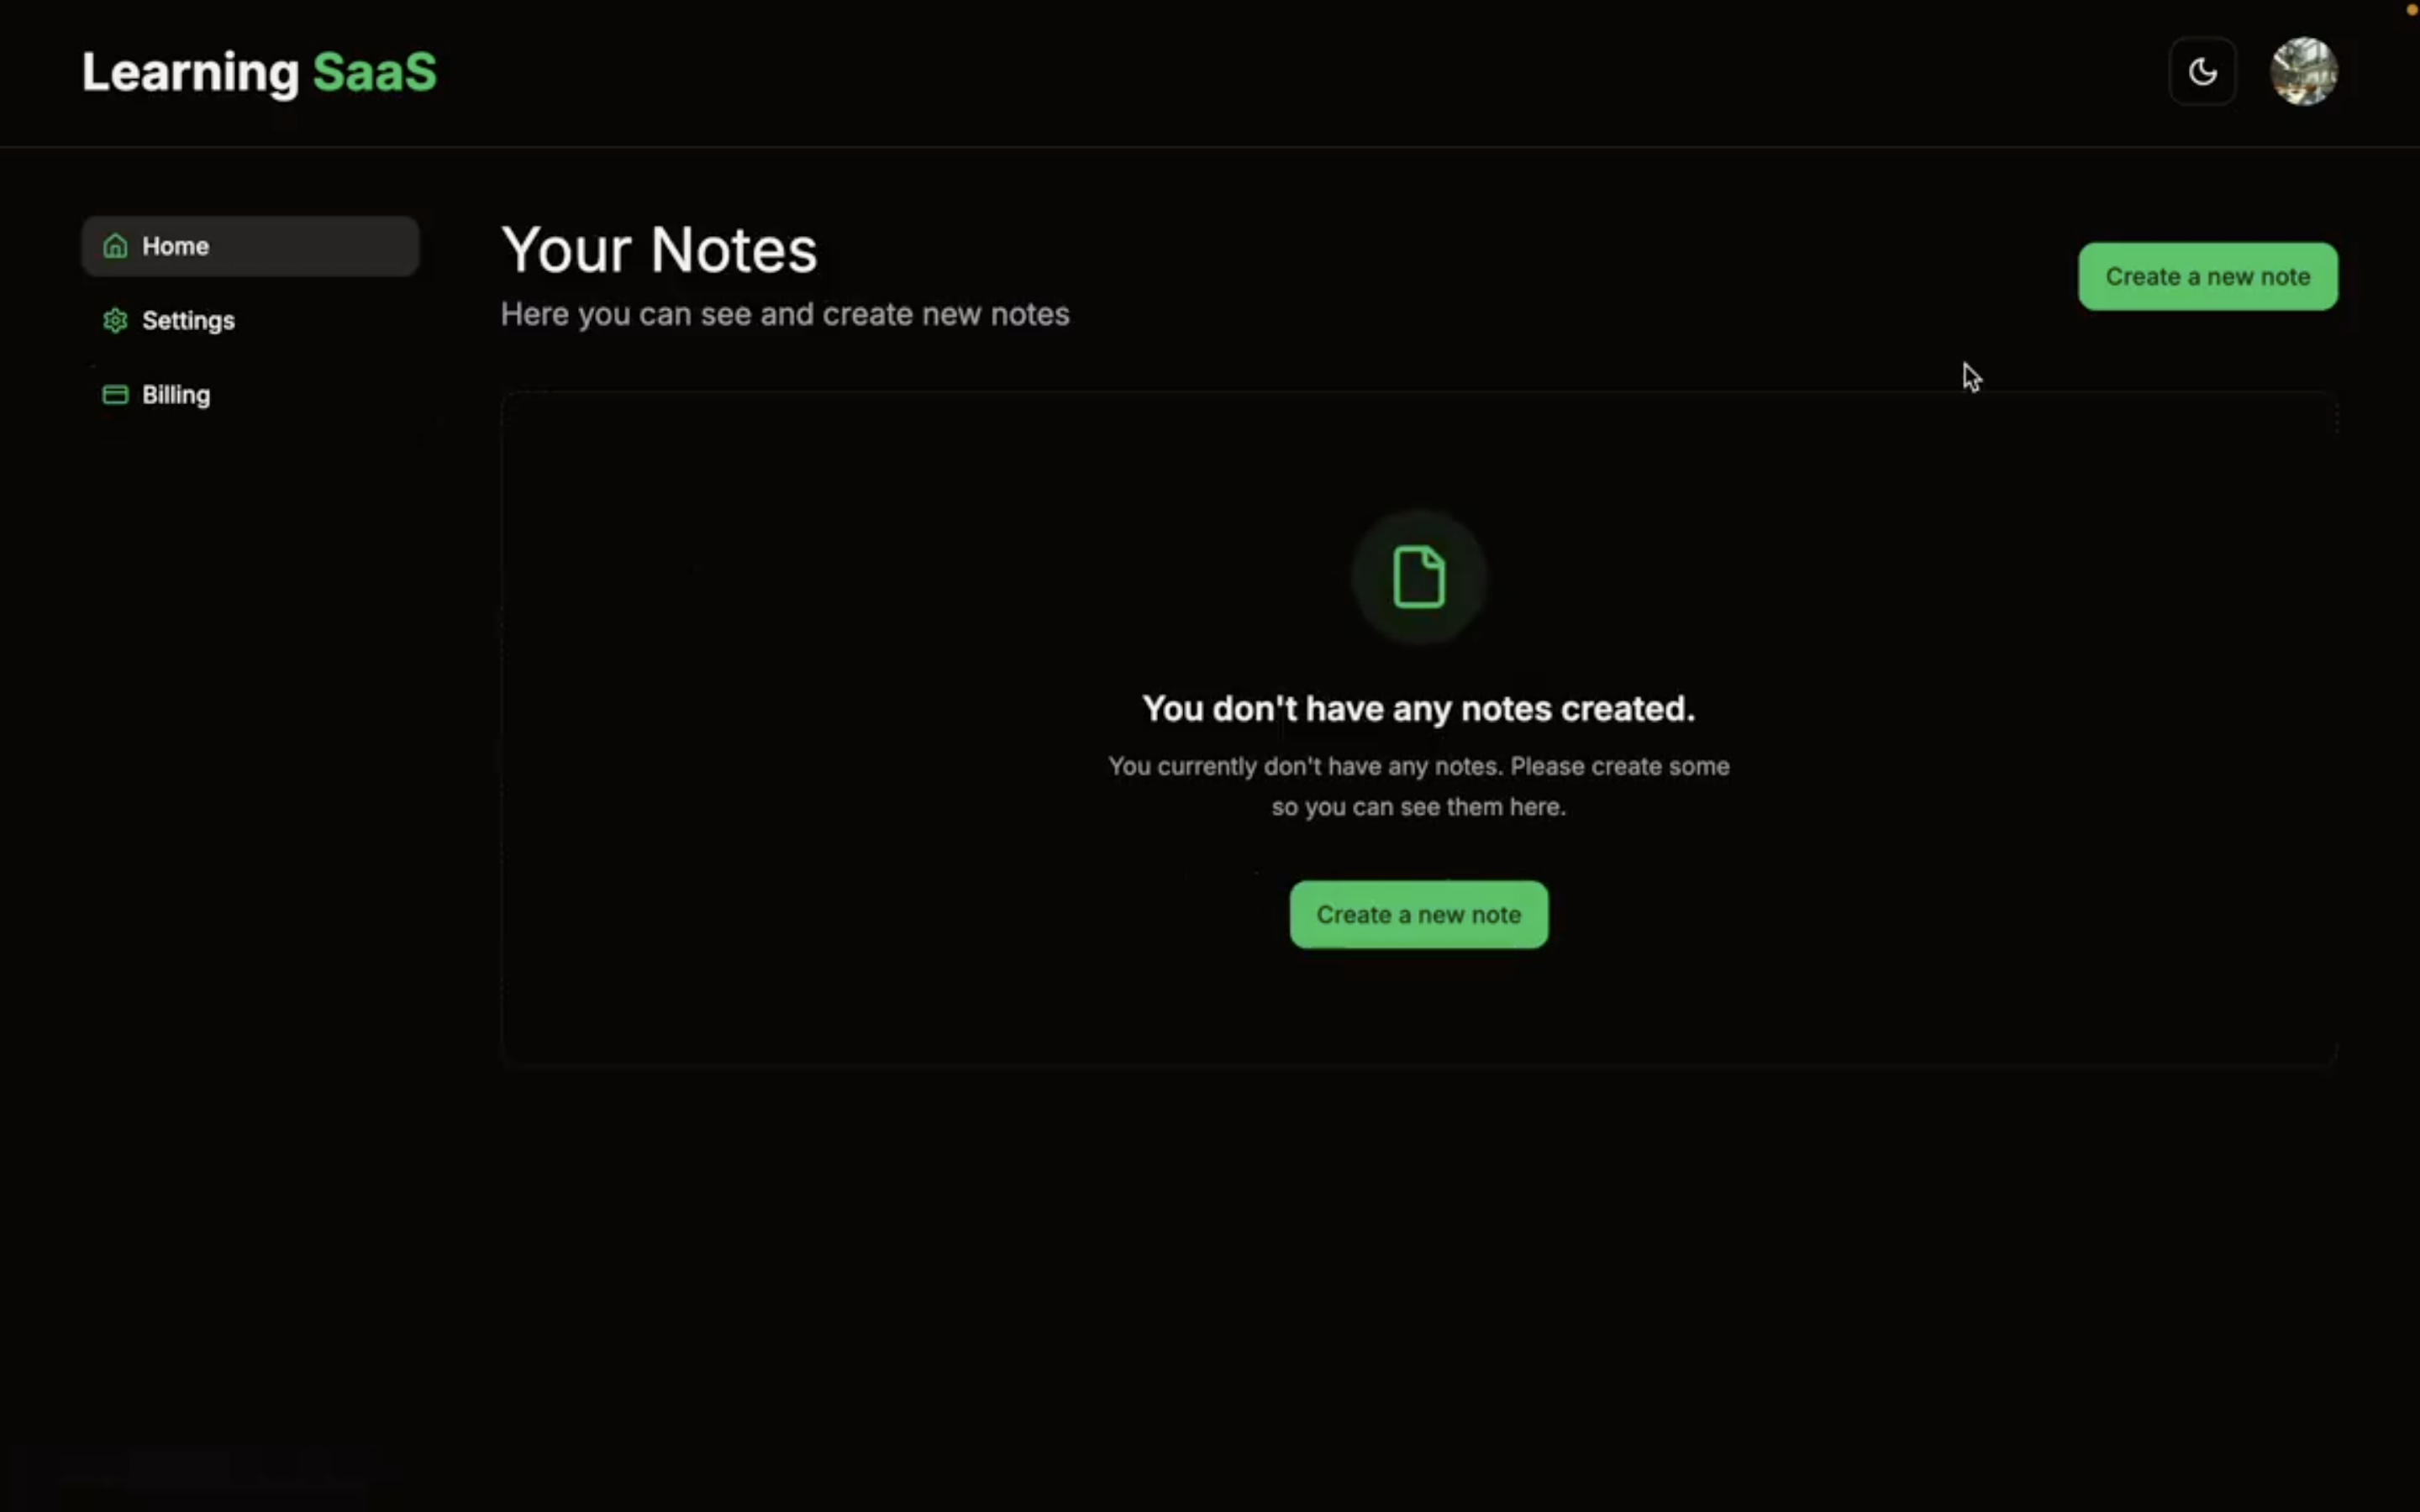 Learning SaaS
Home
Settings
Billing
Your Notes
Here you can see and create new notes
Create a new note
You don't have any notes created.
You currently don't have any notes. Please create some
so you can see them here.
Create a new note